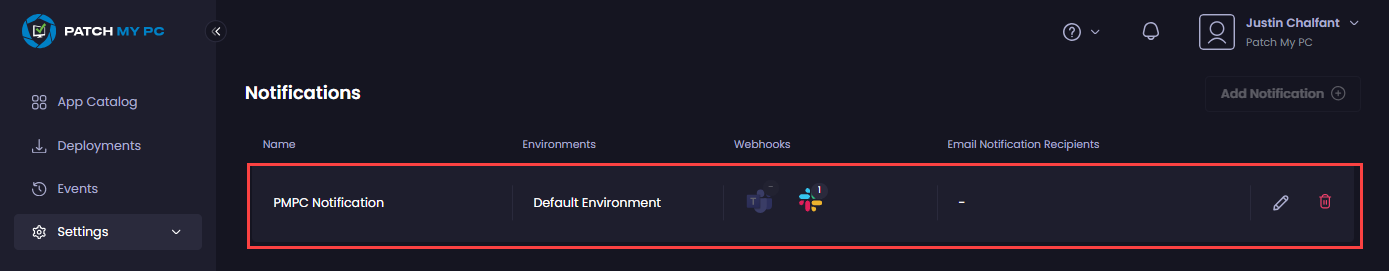 PATCH MY PC
Justin Chalfant
Patch My PC
App Catalog
Deployments
Events
Settings
Notifications
Add Notification
Name Environments Webhooks Email Notification Recipients
PMPC Notification Default Environment T - 1 -